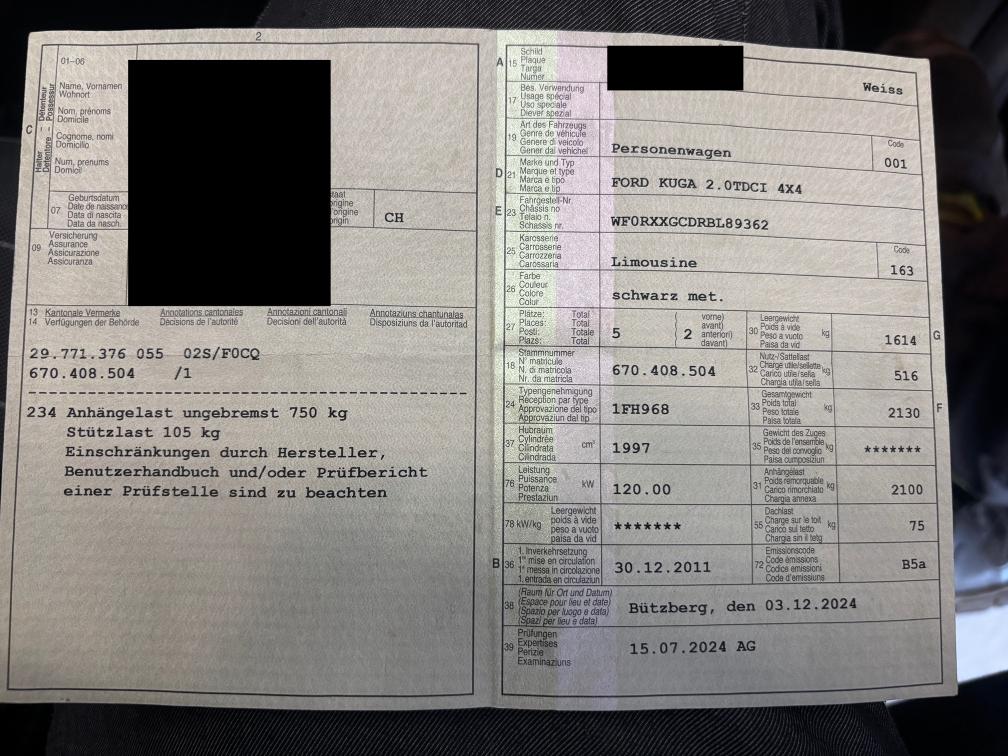 2
01-06
Name, Vornamen
Wohnort
Nom, prénoms
Domicile
Cognome, nomi
Domicilio
Num, prenums
Domicil
C
Halter – Détenteur
Detentore – Possessur
07
Geburtsdatum
Date de naissance
Data di nascita
Data da nasch.
taat
rigine
l'origine
rigin
CH
09
Versicherung
Assurance
Assicurazione
Assicuranza
13 Kantonale Vermerke Annotations cantonales Annotazioni cantonali Annotaziuns chantunalas
14 Verfügungen der Behörde Décisions de l'autorité Decisioni dell'autorità Disposiziuns da l'autoritad
29.771.376 055 02S/F0CQ
670.408.504 /1
234 Anhängelast ungebremst 750 kg
Stützlast 105 kg
Einschränkungen durch Hersteller,
Benutzerhandbuch und/oder Prüfbericht
einer Prüfstelle sind zu beachten
A 15
Schild
Plaque
Targa
Numer
Weiss
17
Bes. Verwendung
Usage spécial
Uso speciale
Diever spezial
19
Art des Fahrzeugs
Genre de véhicule
Genere di veicolo
Gener dal vehichel
Personenwagen
Code
001
D 21
Marke und Typ
Marque et type
Marca e tipo
Marca e tip
FORD KUGA 2.0TDCI 4X4
E 23
Fahrgestell-Nr.
Châssis no
Telaio n.
Schassis nr.
WF0RXXGCDRBL89362
25
Karosserie
Carrosserie
Carrozzeria
Carossaria
Limousine
Code
163
26
Farbe
Couleur
Colore
Colur
schwarz met.
27
Plätze: Total
Places: Total
Posti: Totale
Plazs: Total
5
2
vorne)
avant)
anteriori)
davant)
30
Leergewicht
Poids à vide
Peso a vuoto
Paisa da vid
kg
1614
G
18
Stammnummer
N° matricule
N. di matricola
Nr. da matricla
670.408.504
32
Nutz-/Sattellast
Charge utile/sellette
Carico utile/sella
Chargia utila/sella
kg
516
24
Typengenehmigung
Réception par type
Approvazione del tipo
Approvaziun dal tip
1FH968
33
Gesamtgewicht
Poids total
Peso totale
Paisa totala
kg
2130
F
37
Hubraum
Cylindrée
Cilindrata
Cilindrada
cm³
1997
35
Gewicht des Zuges
Poids de l'ensemble
Peso del convoglio
Paisa cumposiziun
kg
*******
76
Leistung
Puissance
Potenza
Prestaziun
kW
120.00
31
Anhängelast
Poids remorquable
Carico rimorchiato
Chargia annexa
kg
2100
78 kW/kg
Leergewicht
poids à vide
peso a vuoto
paisa da vid
*******
55
Dachlast
Charge sur le toit
Carico sul tetto
Chargia sin il tetg
kg
75
B 36
1. Inverkehrsetzung
1re mise en circulation
1a messa in circolazione
1. entrada en circulaziun
30.12.2011
72
Emissionscode
Code émissions
Codice emissioni
Code d'emissiuns
B5a
38
(Raum für Ort und Datum)
(Espace pour lieu et date)
(Spazio per luogo e data)
(Spazi per lieu e data)
Bützberg, den 03.12.2024
39
Prüfungen
Expertises
Perizie
Examinaziuns
15.07.2024 AG